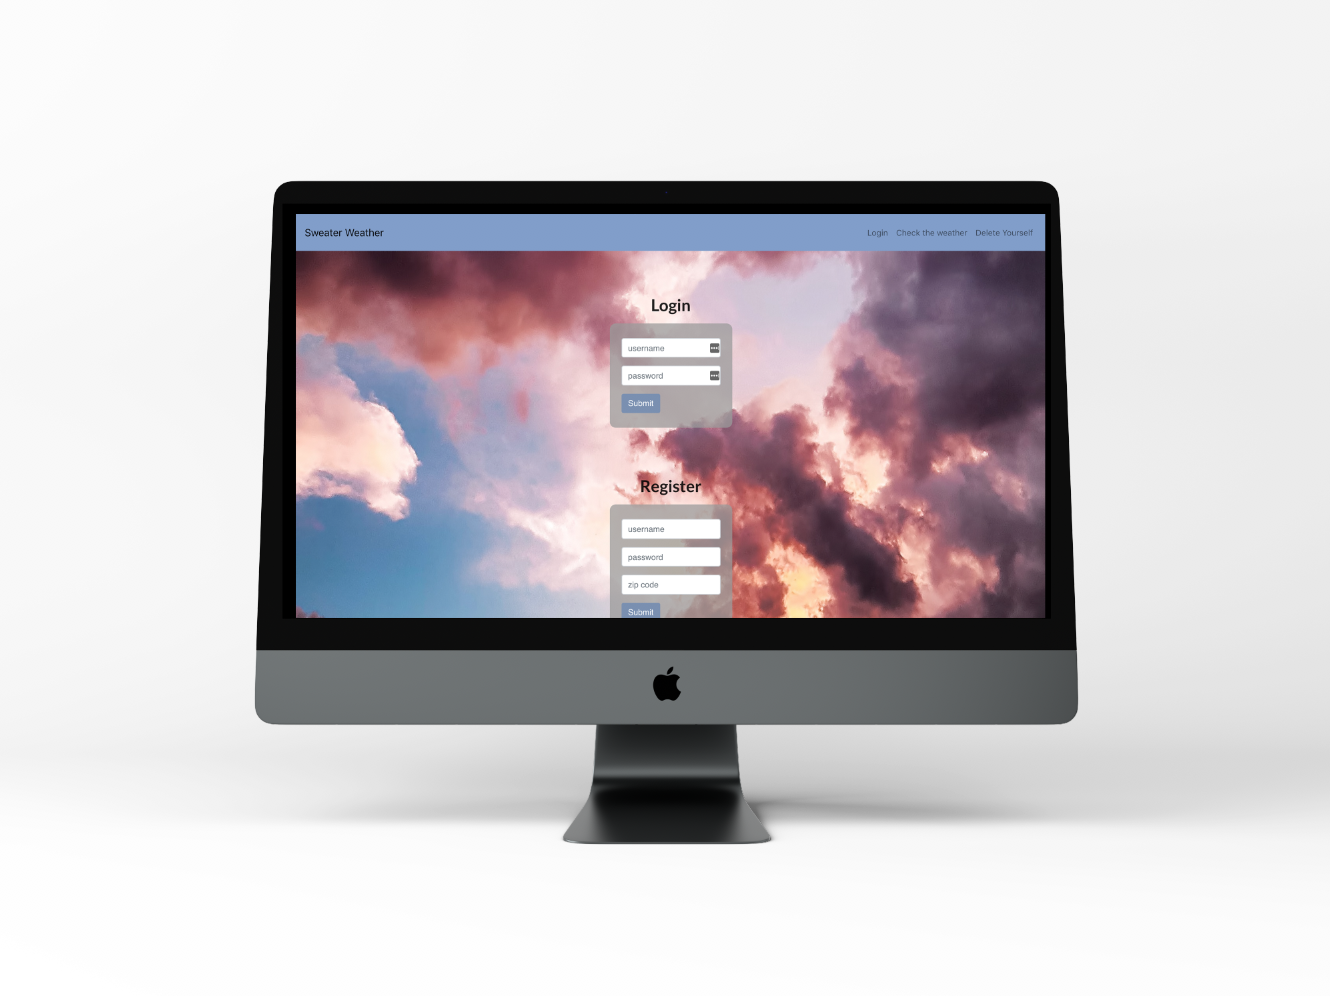 Sweater Weather
Login Check the weather Delete Yourself
Login
username
password
Submit
Register
username
password
zip code
Submit